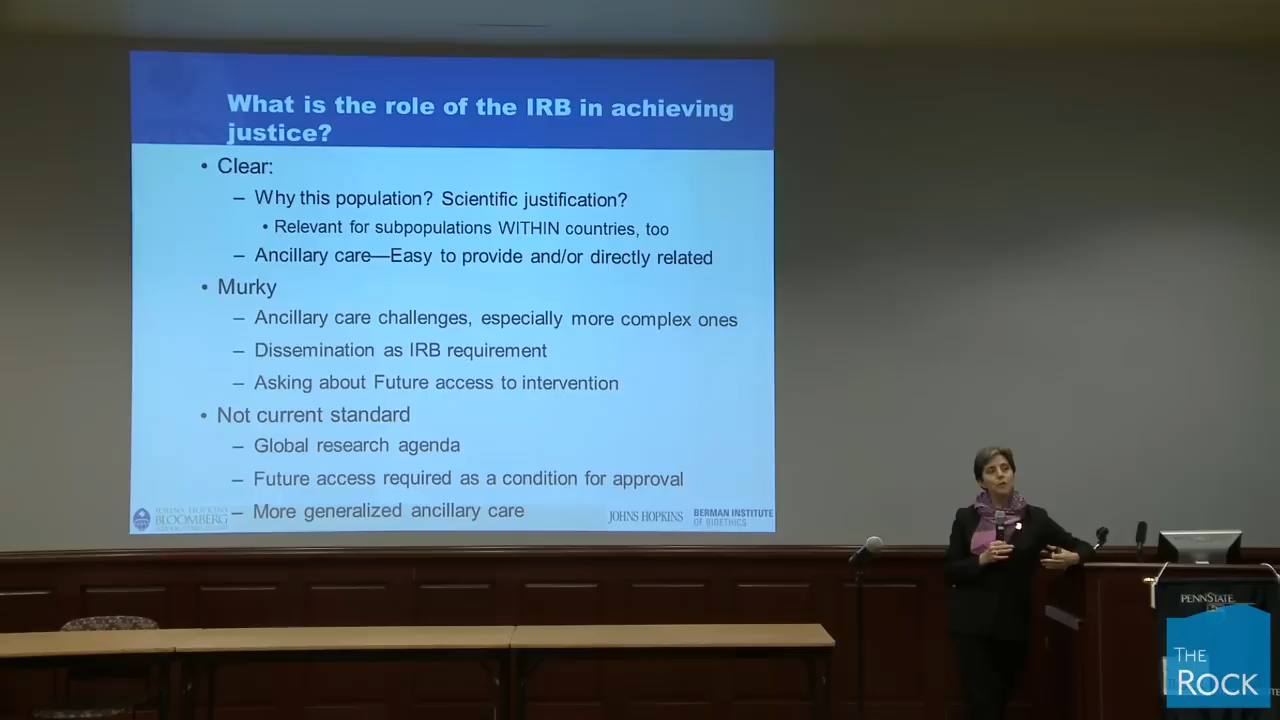 What is the role of the IRB in achieving
justice?
• Clear:
– Why this population? Scientific justification?
• Relevant for subpopulations WITHIN countries, too
– Ancillary care—Easy to provide and/or directly related
• Murky
– Ancillary care challenges, especially more complex ones
– Dissemination as IRB requirement
– Asking about Future access to intervention
• Not current standard
– Global research agenda
– Future access required as a condition for approval
– More generalized ancillary care
JOHNS HOPKINS
BLOOMBERG
JOHNS HOPKINS
BERMAN INSTITUTE
OF BIOETHICS
PENNSTATE
THE
ROCK